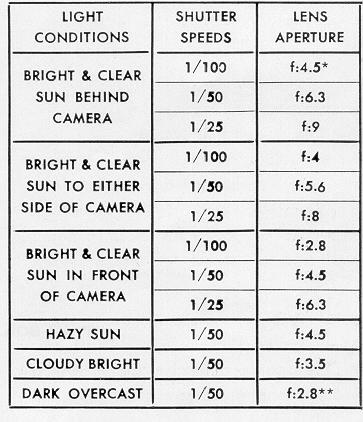 LIGHT CONDITIONS SHUTTER SPEEDS LENS APERTURE
BRIGHT & CLEAR SUN BEHIND CAMERA
1/100 f:4.5*
1/50 f:6.3
1/25 f:9
BRIGHT & CLEAR SUN TO EITHER SIDE OF CAMERA
1/100 f:4
1/50 f:5.6
1/25 f:8
BRIGHT & CLEAR SUN IN FRONT OF CAMERA
1/100 f:2.8
1/50 f:4.5
1/25 f:6.3
HAZY SUN 1/50 f:4.5
CLOUDY BRIGHT 1/50 f:3.5
DARK OVERCAST 1/50 f:2.8**